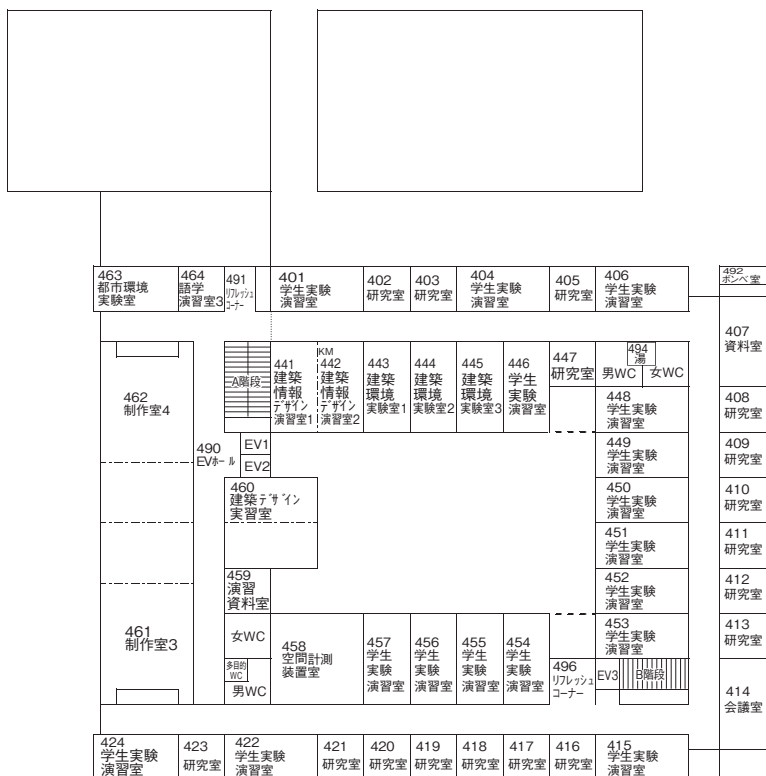 463
都市環境
実験室
464
語学
演習室3
491
リフレッシュ
コーナー
401
学生実験
演習室
402
研究室
403
研究室
404
学生実験
演習室
405
研究室
406
学生実験
演習室
492
ボンベ室
407
資料室
462
制作室4
A階段
441
建築
情報
デザイン
演習室1
KM
442
建築
情報
デザイン
演習室2
443
建築
環境
実験室1
444
建築
環境
実験室2
445
建築
環境
実験室3
446
学生
実験
演習室
447
研究室
494
湯
男WC
女WC
448
学生実験
演習室
408
研究室
490
EVホール
EV1
EV2
449
学生実験
演習室
409
研究室
460
建築デザイン
実習室
450
学生実験
演習室
410
研究室
451
学生実験
演習室
411
研究室
459
演習
資料室
452
学生実験
演習室
412
研究室
461
制作室3
女WC
多目的
WC
男WC
458
空間計測
装置室
457
学生
実験
演習室
456
学生
実験
演習室
455
学生
実験
演習室
454
学生
実験
演習室
496
リフレッシュ
コーナー
453
学生実験
演習室
EV3
B階段
413
研究室
414
会議室
424
学生実験
演習室
423
研究室
422
学生実験
演習室
421
研究室
420
研究室
419
研究室
418
研究室
417
研究室
416
研究室
415
学生実験
演習室